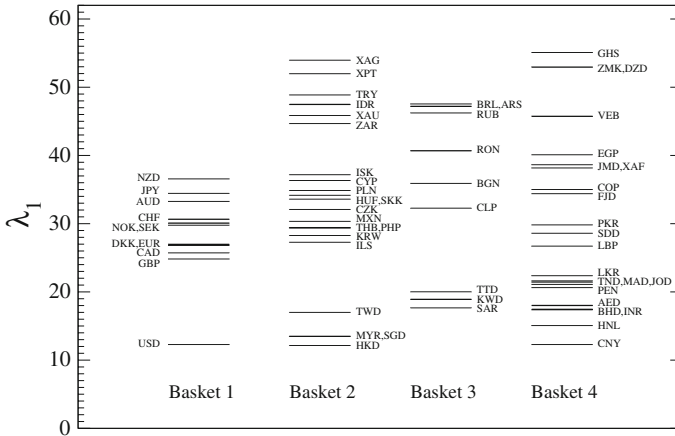 λ1
60
50
40
30
20
10
0
NZD
JPY
AUD
CHF
NOK,SEK
DKK,EUR
CAD
GBP
USD
Basket 1
XAG
XPT
TRY
IDR
XAU
ZAR
ISK
CYP
PLN
HUF,SKK
CZK
MXN
THB,PHP
KRW
ILS
TWD
MYR,SGD
HKD
Basket 2
BRL,ARS
RUB
RON
BGN
CLP
TTD
KWD
SAR
Basket 3
GHS
ZMK,DZD
VEB
EGP
JMD,XAF
COP
FJD
PKR
SDD
LBP
LKR
TND,MAD,JOD
PEN
AED
BHD,INR
HNL
CNY
Basket 4